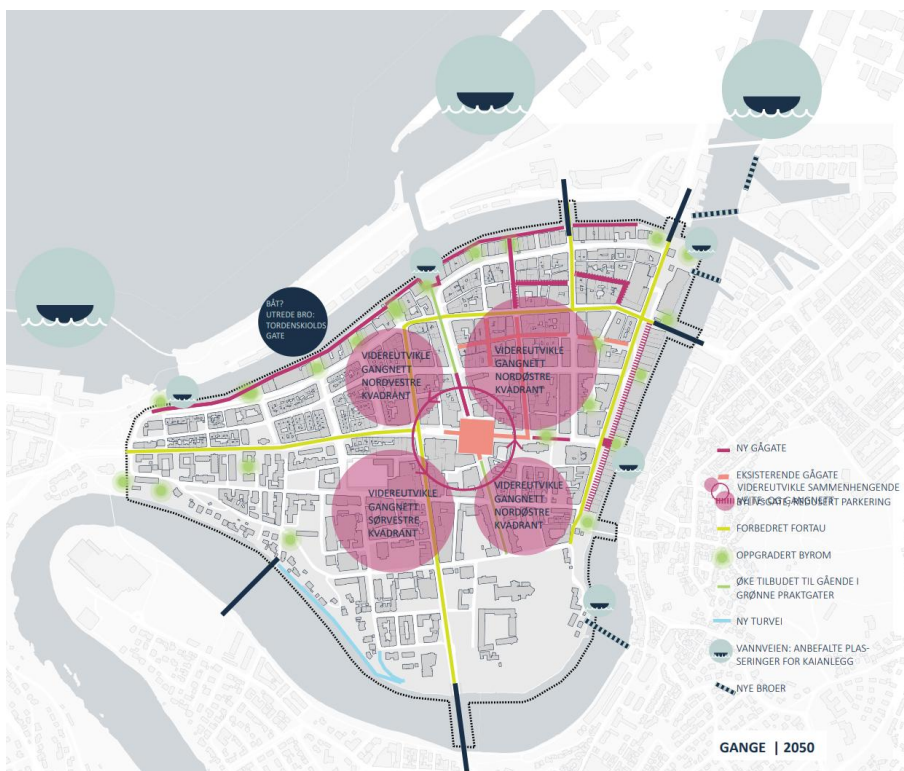 BÅT?
UTREDE BRO:
TORDENSKIOLDS
GATE
VIDEREUTVIKLE
GANGNETT
NORDVESTRE
KVADRANT
VIDEREUTVIKLE
GANGNETT
NORDØSTRE
KVADRANT
VIDEREUTVIKLE
GANGNETT
SØRVESTRE
KVADRANT
VIDEREUTVIKLE
GANGNETT
NORDØSTRE
KVADRANT
NY GÅGATE
EKSISTERENDE GÅGATE
VIDEREUTVIKLE SAMMENHENGENDE
REDUSERT PARKERING
FORBEDRET FORTAU
OPPGRADERT BYROM
ØKE TILBUDET TIL GÅENDE I
GRØNNE PRAKTGATER
NY TURVEI
VANNVEIEN: ANBEFALTE PLAS-
SERINGER FOR KAIANLEGG
NYE BROER
GANGE | 2050